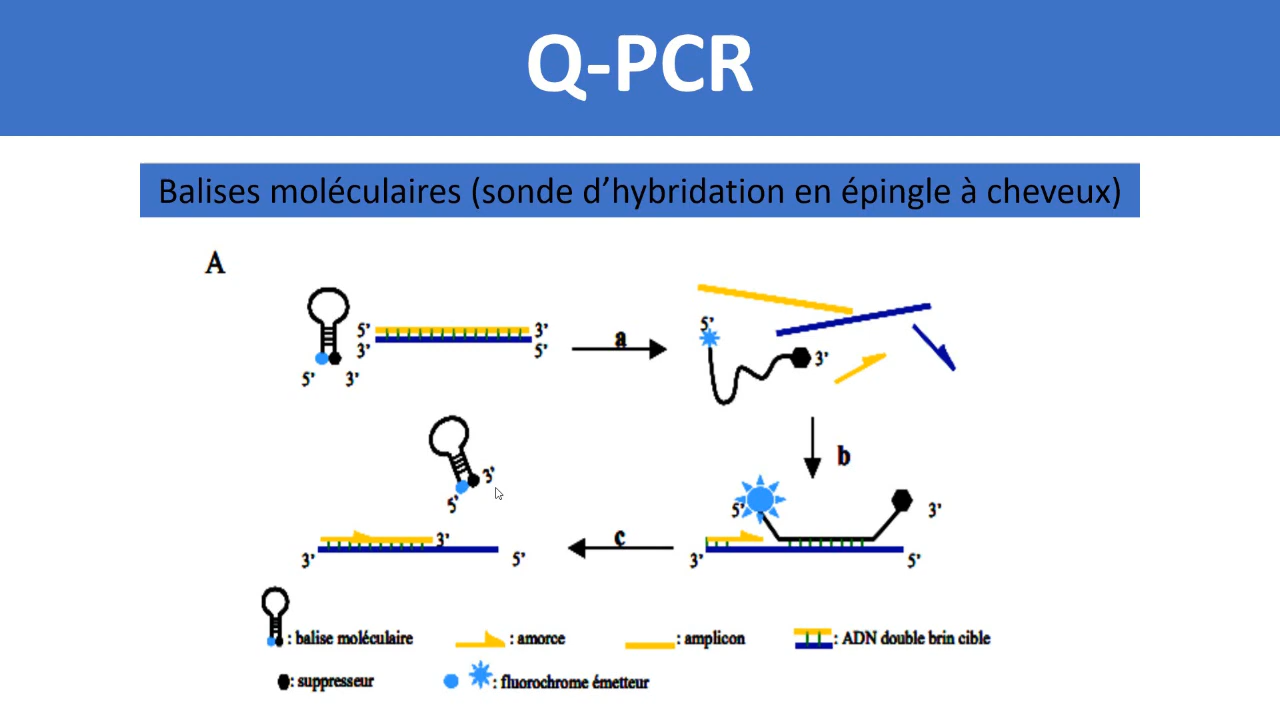 Q-PCR
Balises moléculaires (sonde d’hybridation en épingle à cheveux)
A
5’ 3’
3’ 5’
5’ 3’
a
5’
3’
b
3’
5’
5’ 3’
3’ 5’
c
3’
3’ 5’
: balise moléculaire : amorce : amplicon : ADN double brin cible
: suppresseur : fluorochrome émetteur